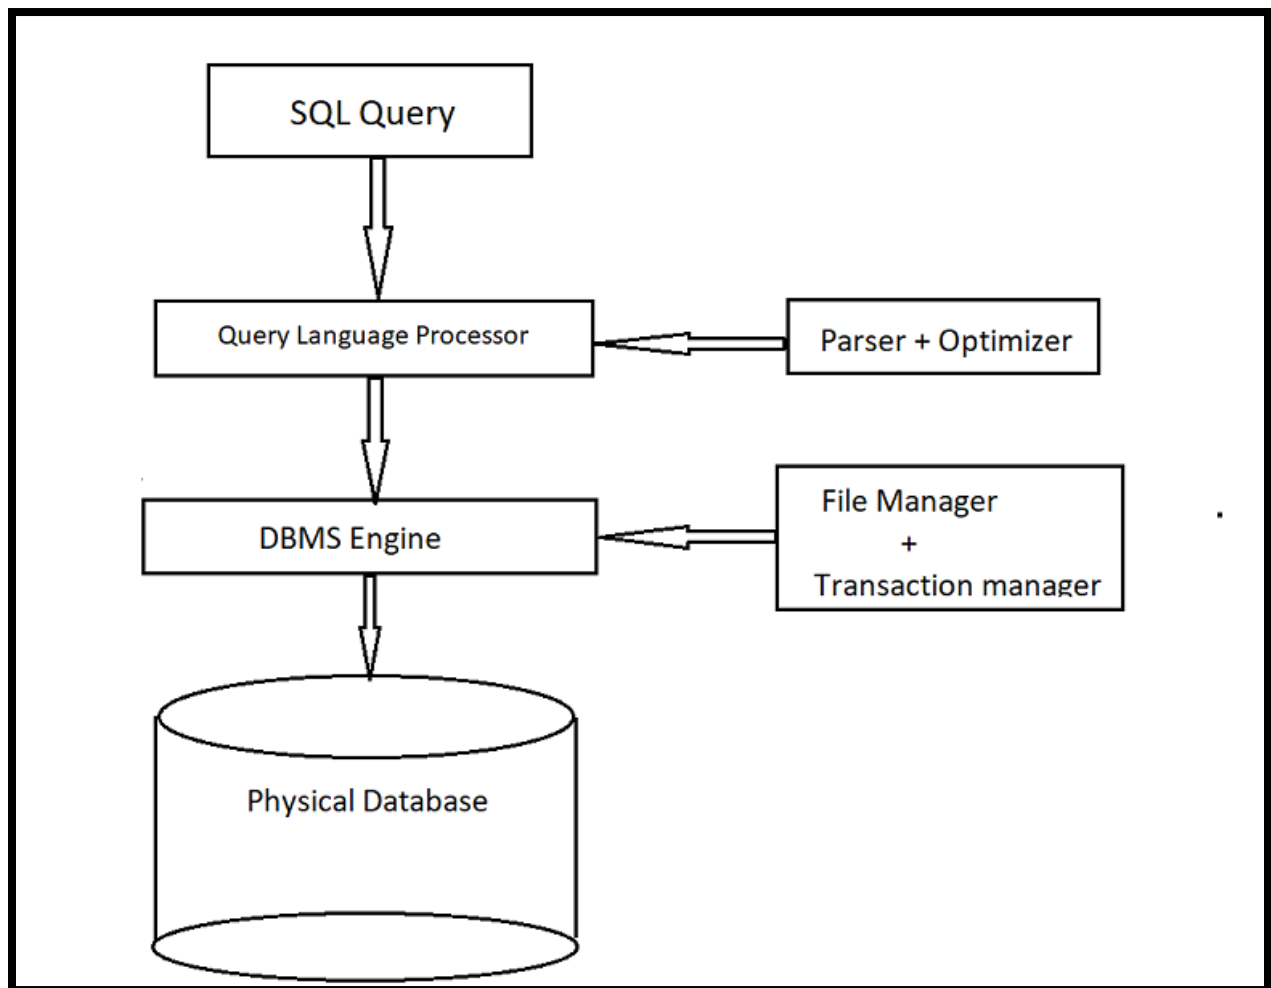 SQL Query
Query Language Processor
Parser + Optimizer
DBMS Engine
File Manager
+
Transaction manager
Physical Database